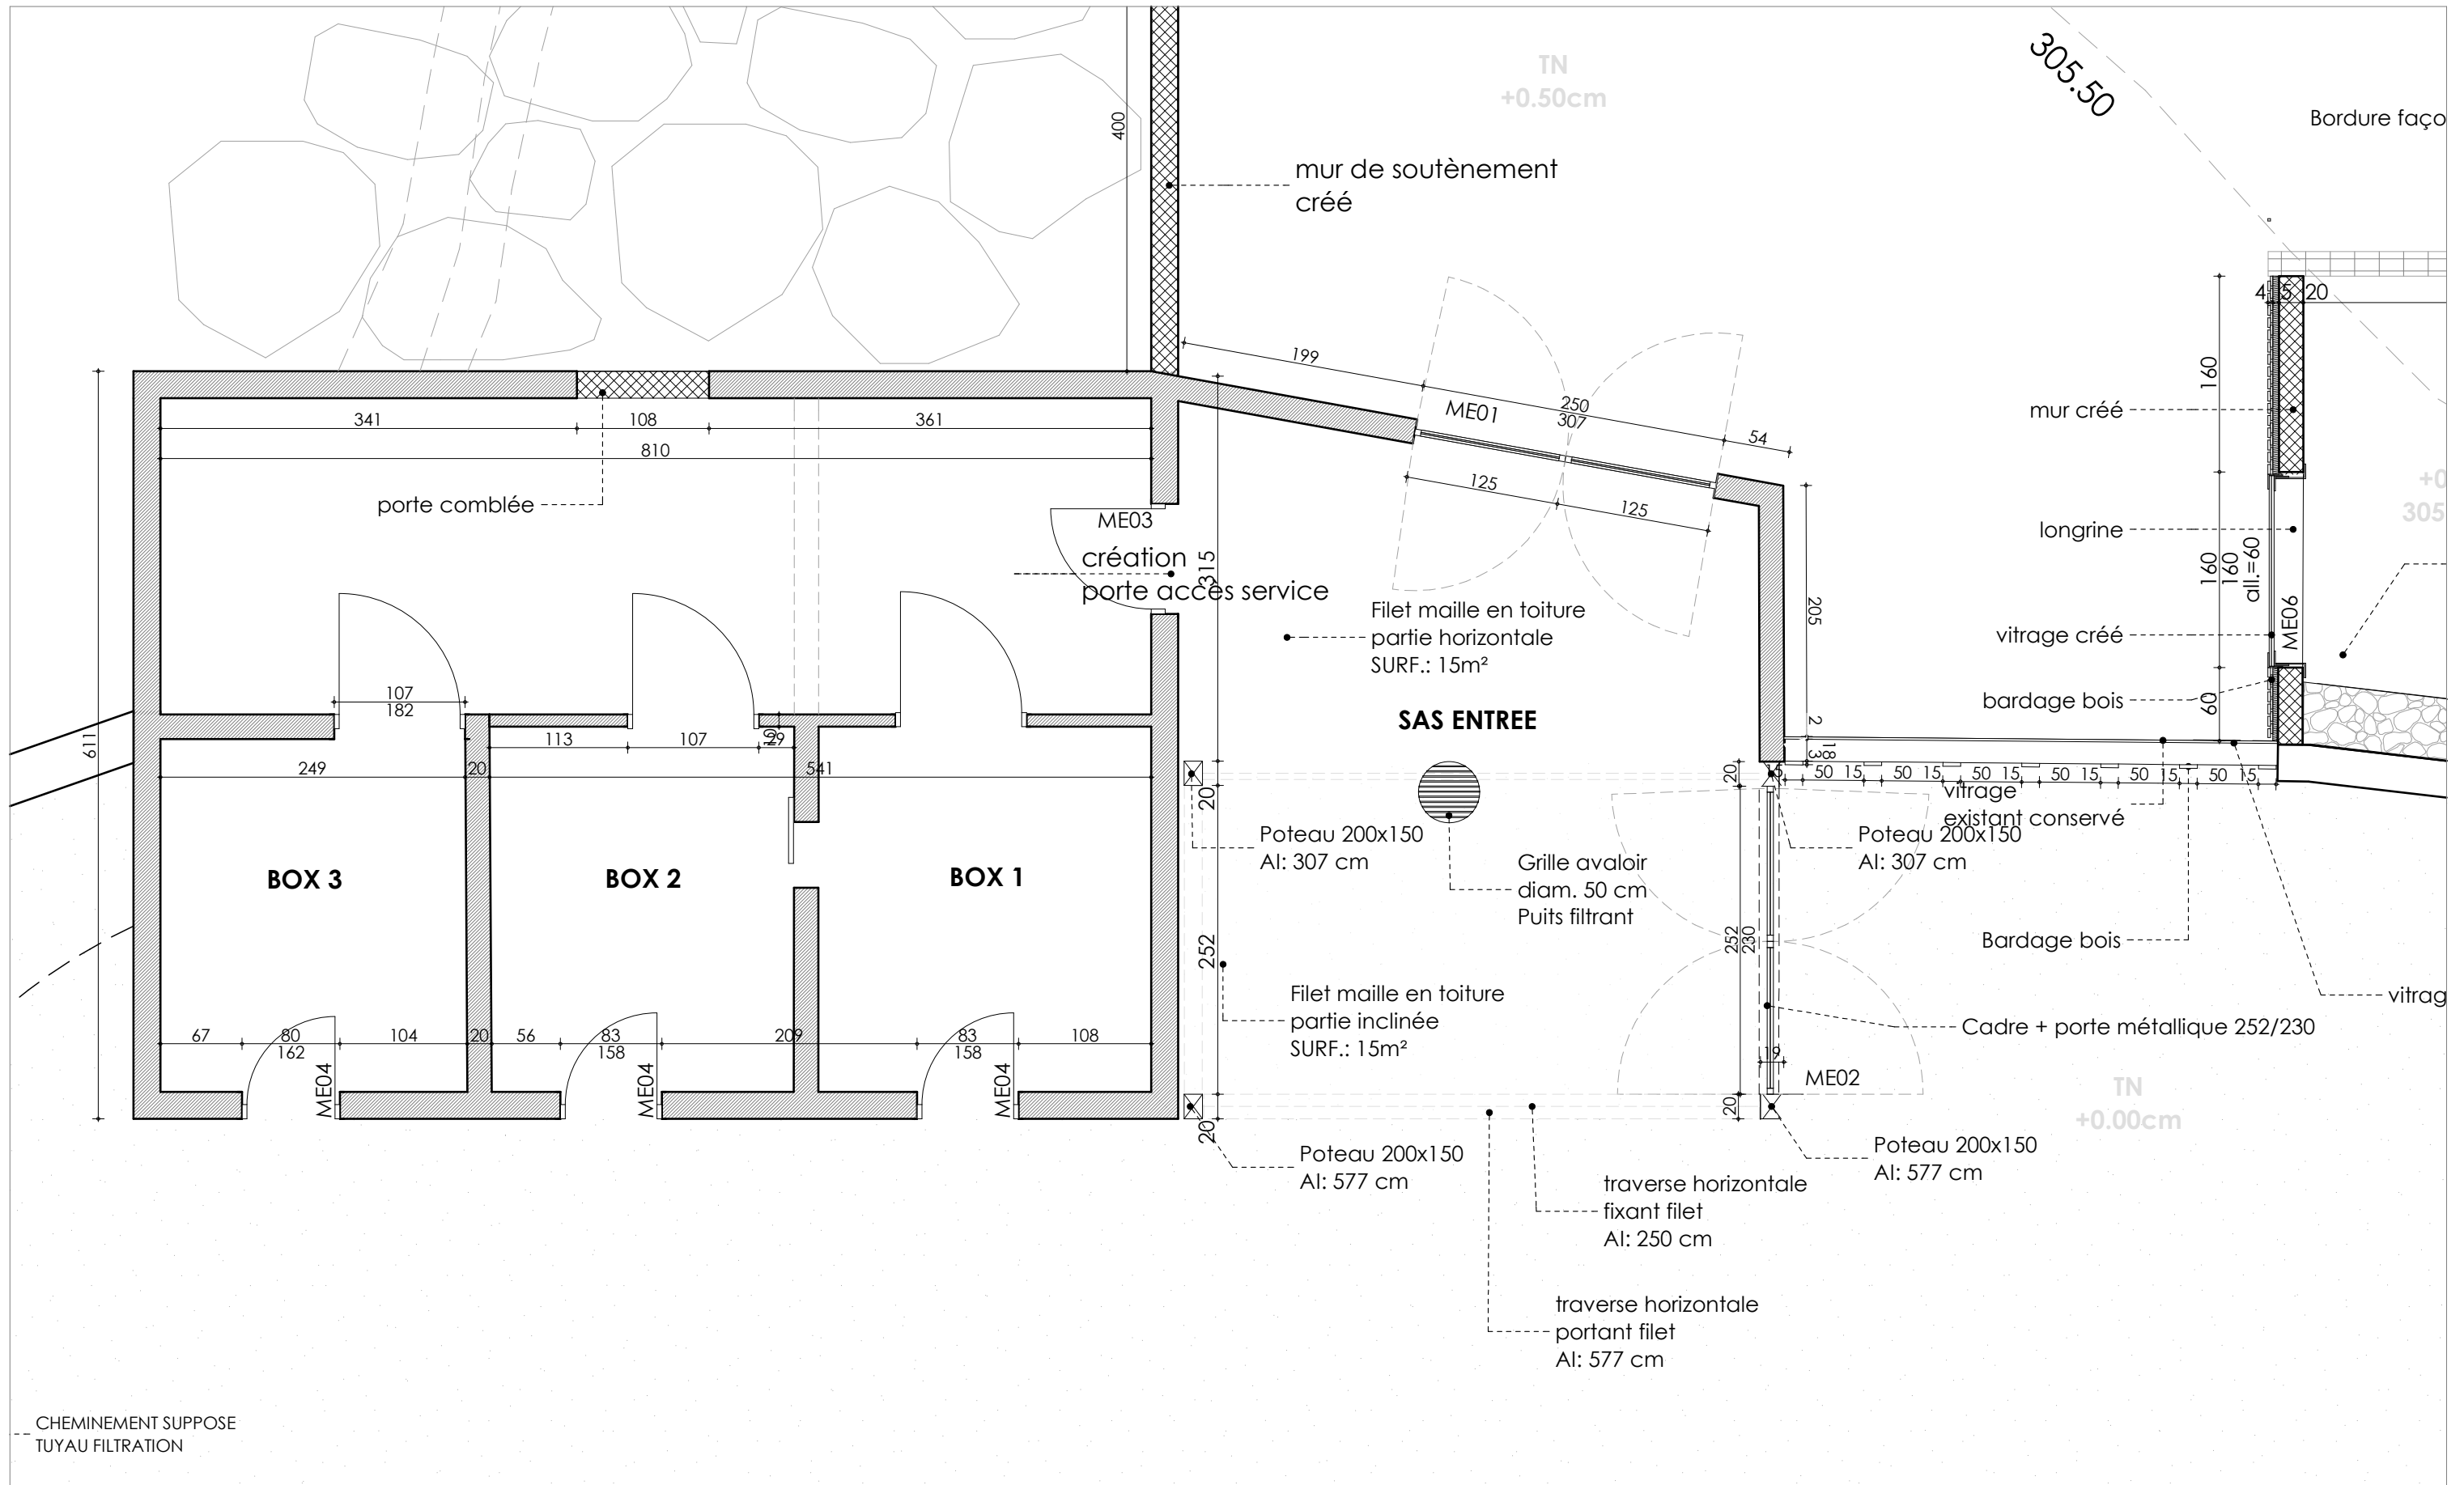 TN
+0.50cm
305.50
Bordure faço
400
mur de soutènement
créé
4 5 20
199
250
307
54
ME01
125
125
160
mur créé
341
108
361
810
porte comblée
ME03
création
porte accès service
315
205
longrine
160
160
all.=60
ME06
+0
305
vitrage créé
Filet maille en toiture
partie horizontale
SURF.: 15m²
bardage bois
60
SAS ENTREE
611
107
182
113
107
29
249
20
541
2
18
3
20
15
50 15 50 15 50 15 50 15 50 15 50 15
vitrage
existant conservé
20
Poteau 200x150
Al: 307 cm
Poteau 200x150
Al: 307 cm
Grille avaloir
diam. 50 cm
Puits filtrant
BOX 3
BOX 2
BOX 1
252
252
230
Bardage bois
vitrag
Filet maille en toiture
partie inclinée
SURF.: 15m²
Cadre + porte métallique 252/230
67
80
162
104
20
56
83
158
209
83
158
108
ME04
ME04
ME04
19
ME02
TN
+0.00cm
20
20
Poteau 200x150
Al: 577 cm
Poteau 200x150
Al: 577 cm
traverse horizontale
fixant filet
Al: 250 cm
traverse horizontale
portant filet
Al: 577 cm
CHEMINEMENT SUPPOSE
TUYAU FILTRATION